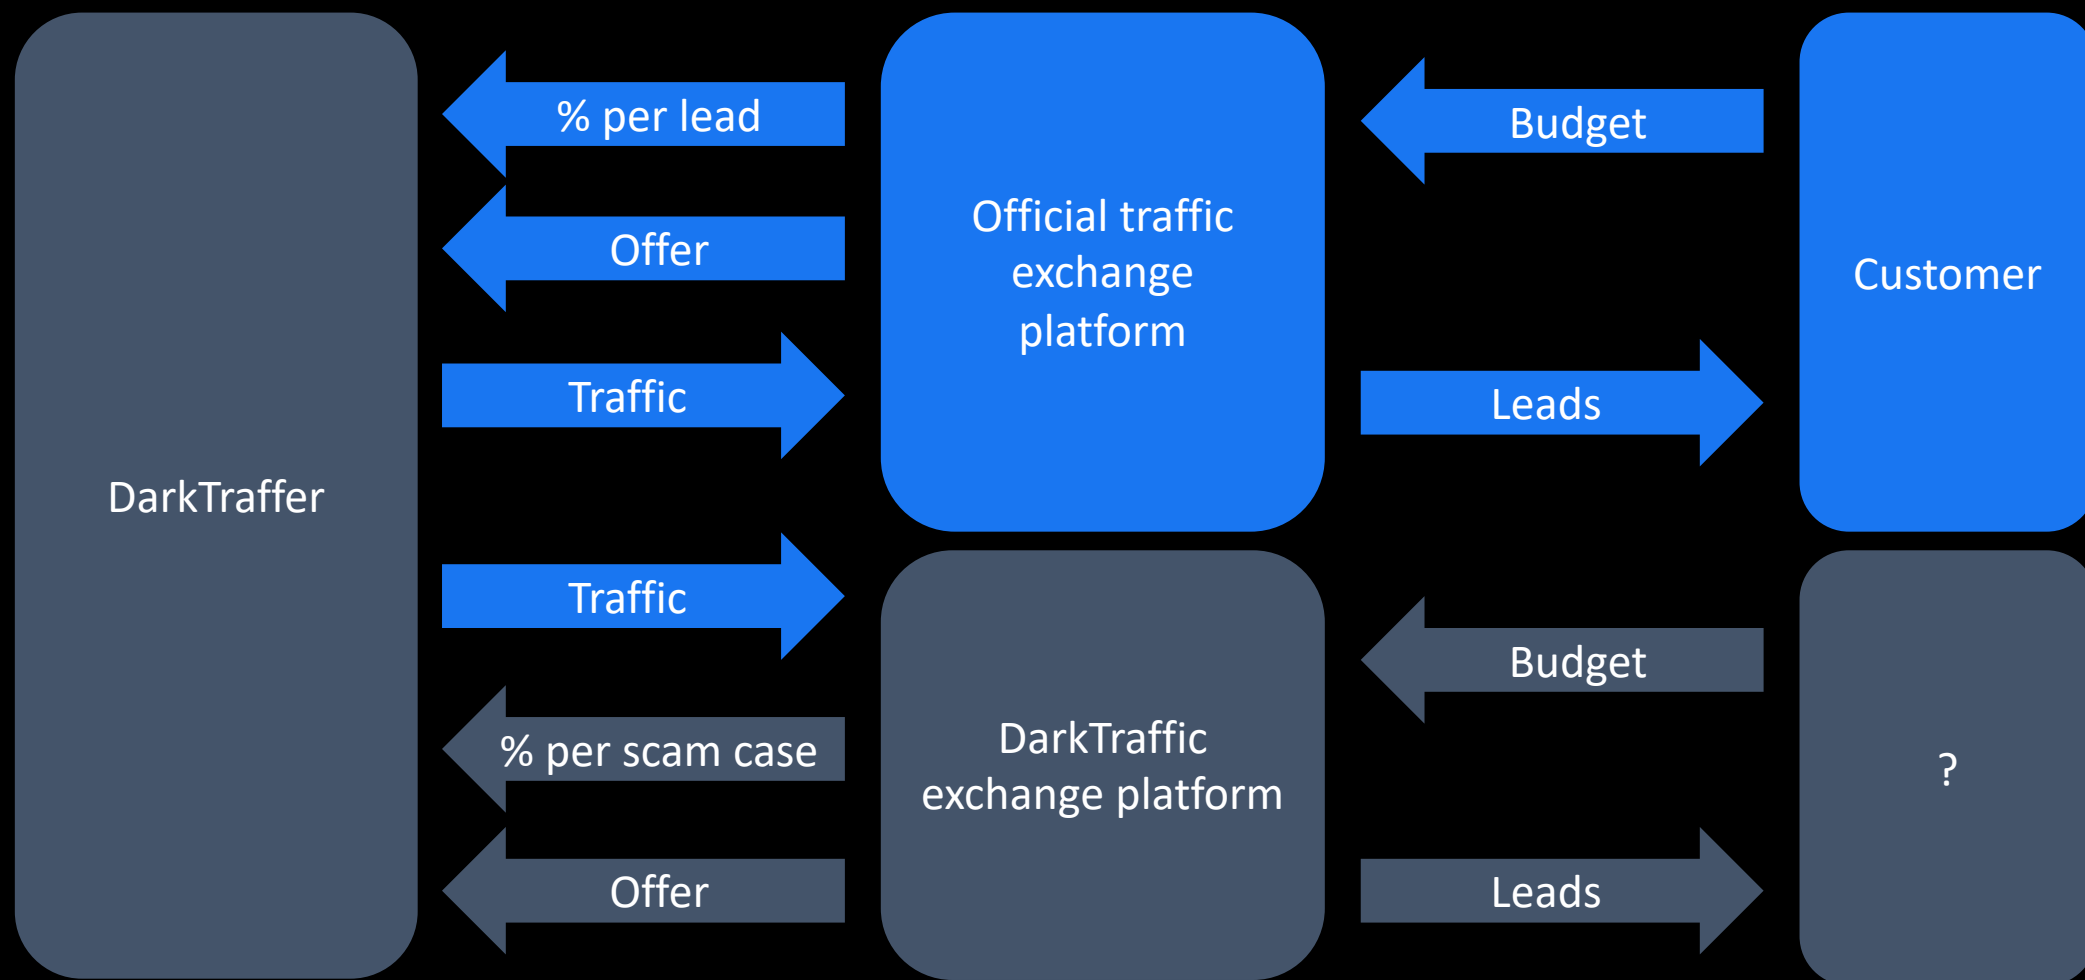 DarkTraffer
% per lead
Offer
Traffic
Traffic
% per scam case
Offer
Official traffic
exchange
platform
DarkTraffic
exchange platform
Budget
Leads
Budget
Leads
Customer
?